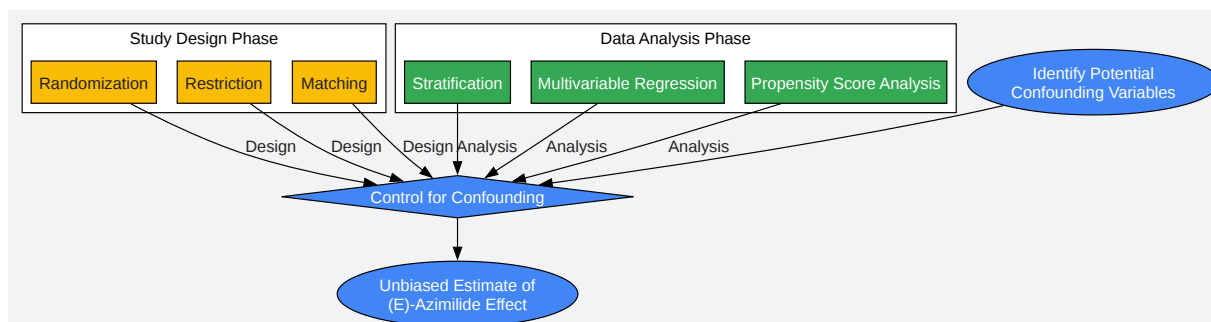 Study Design Phase
Data Analysis Phase
Randomization
Restriction
Matching
Stratification
Multivariable Regression
Propensity Score Analysis
Identify Potential
Confounding Variables
Design
Design
Design
Analysis
Analysis
Analysis
Control for Confounding
Unbiased Estimate of
(E)-Azimilide Effect